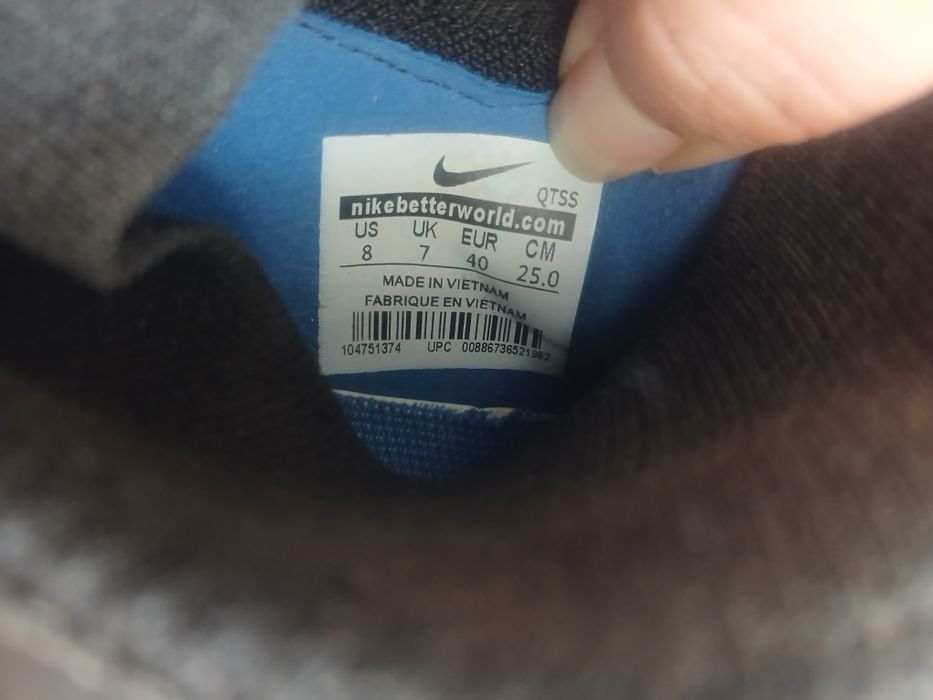 QTSS
nikebetterworld.com
US UK EUR CM
8 7 40 25.0
MADE IN VIETNAM
FABRIQUE EN VIETNAM
104751374 UPC 00886736521982